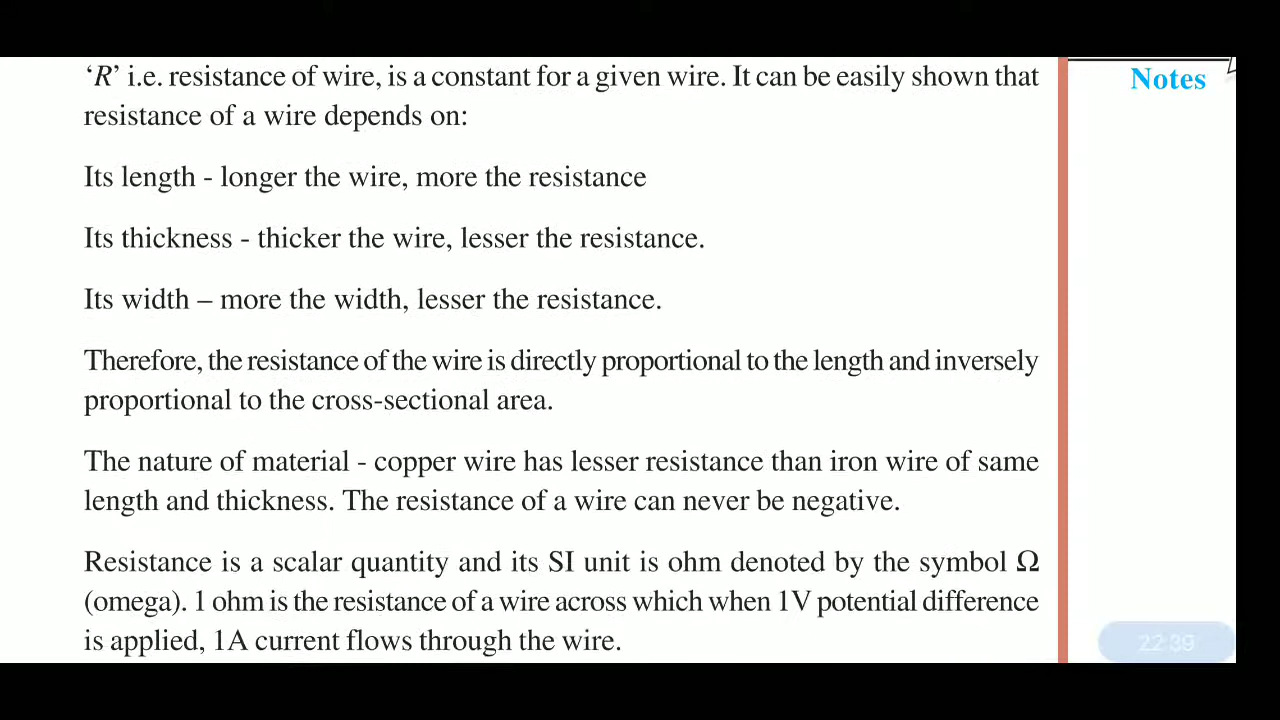 ‘R’ i.e. resistance of wire, is a constant for a given wire. It can be easily shown that
resistance of a wire depends on:
Its length - longer the wire, more the resistance
Its thickness - thicker the wire, lesser the resistance.
Its width – more the width, lesser the resistance.
Therefore, the resistance of the wire is directly proportional to the length and inversely
proportional to the cross-sectional area.
The nature of material - copper wire has lesser resistance than iron wire of same
length and thickness. The resistance of a wire can never be negative.
Resistance is a scalar quantity and its SI unit is ohm denoted by the symbol Ω
(omega). 1 ohm is the resistance of a wire across which when 1V potential difference
is applied, 1A current flows through the wire.
Notes
22:39